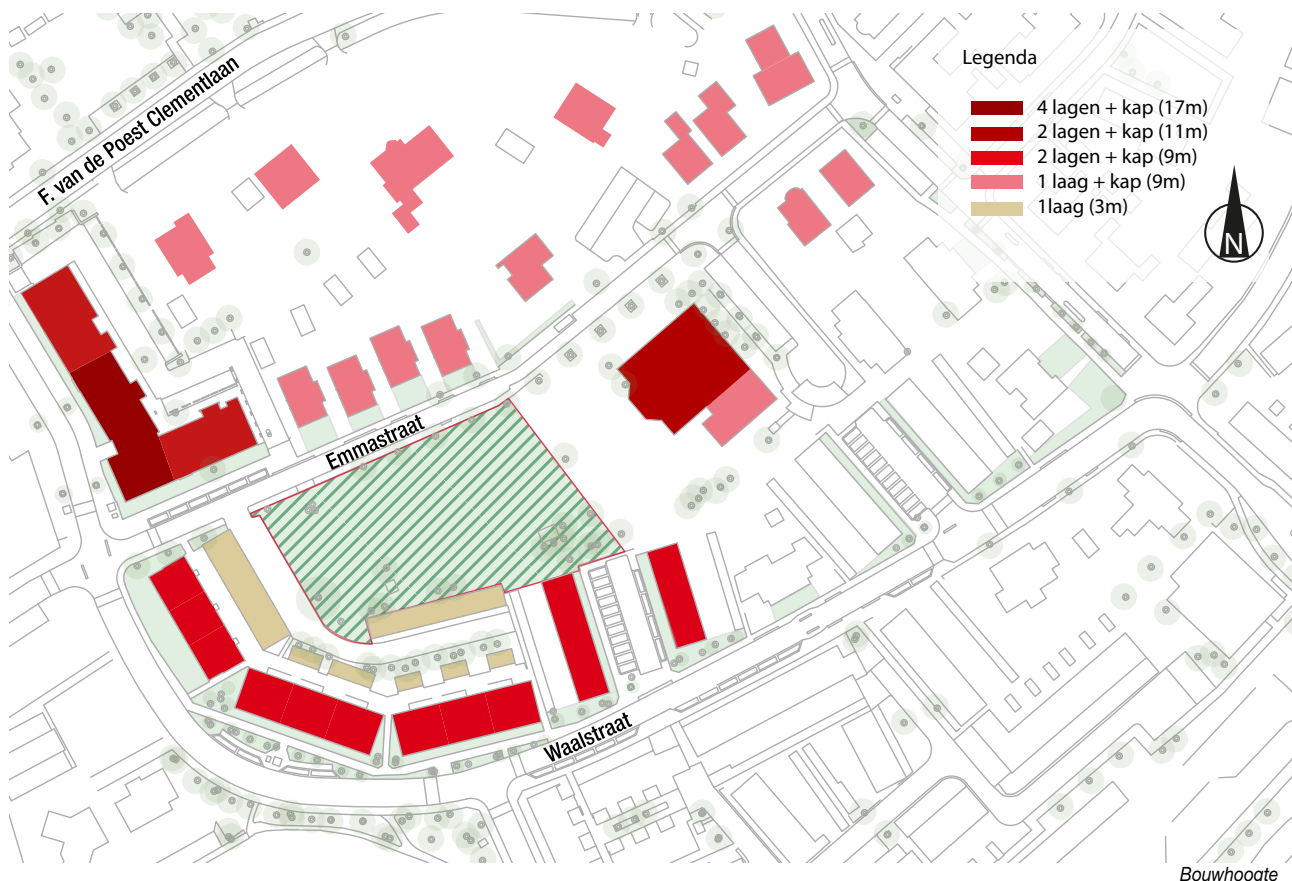 Legenda
4 lagen + kap (17m)
2 lagen + kap (11m)
2 lagen + kap (9m)
1 laag + kap (9m)
1laag (3m)
N
F. van de Poest Clementlaan
Emmastraat
Waalstraat
Bouwhoogte